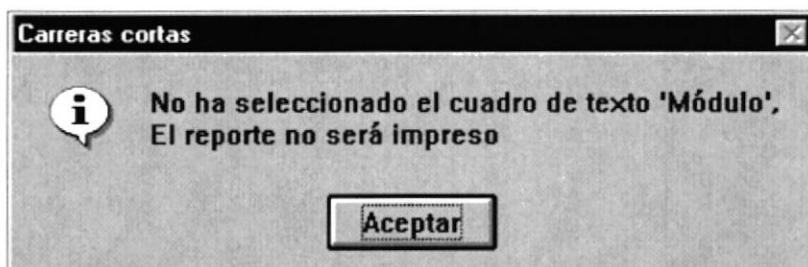 Carreras cortas
No ha seleccionado el cuadro de texto 'Módulo',
El reporte no será impreso
Aceptar